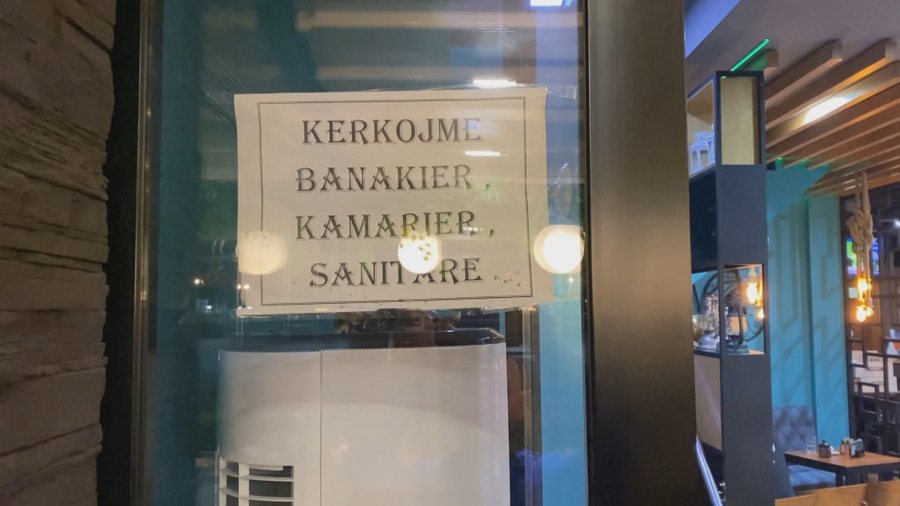 KERKOJME
BANAKIER,
KAMARIER,
SANITARE